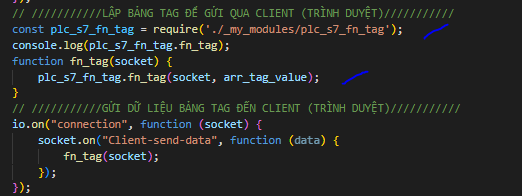 });
// ///////////LẬP BẢNG TAG ĐỂ GỬI QUA CLIENT (TRÌNH DUYỆT)///////////
const plc_s7_fn_tag = require('./_my_modules/plc_s7_fn_tag');
console.log(plc_s7_fn_tag.fn_tag);
function fn_tag(socket) {
    plc_s7_fn_tag.fn_tag(socket, arr_tag_value);
}
// ///////////GỬI DỮ LIỆU BẢNG TAG ĐẾN CLIENT (TRÌNH DUYỆT)///////////
io.on("connection", function (socket) {
    socket.on("Client-send-data", function (data) {
        fn_tag(socket);
    });
});